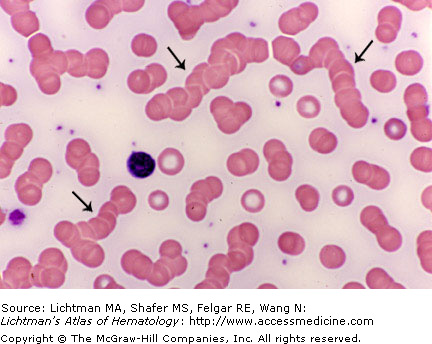 Source: Lichtman MA, Shafer MS, Felgar RE, Wang N:
Lichtman's Atlas of Hematology: http://www.accessmedicine.com
Copyright © The McGraw-Hill Companies, Inc. All rights reserved.